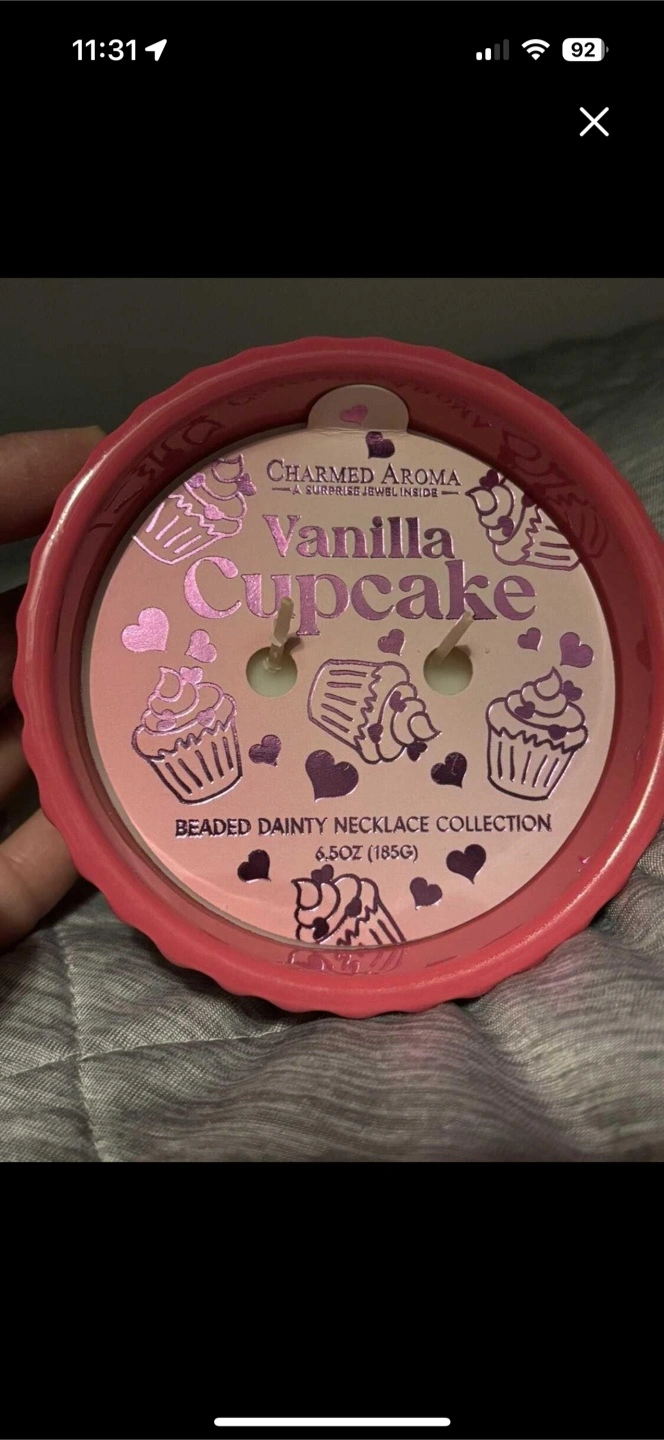 11:31
92
CHARMED AROMA
A SURPRISE JEWEL INSIDE
Vanilla
Cupcake
BEADED DAINTY NECKLACE COLLECTION
6.5OZ (185G)